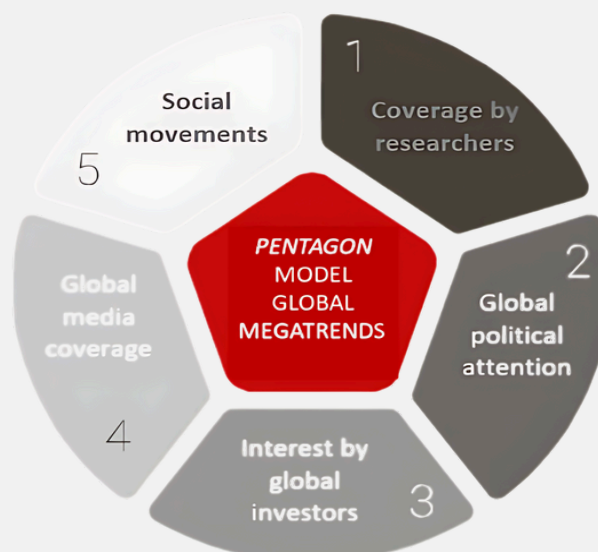 1
Coverage by
researchers
2
Global
political
attention
Interest by
global
investors
3
Global
media
coverage
4
Social
movements
5
PENTAGON
MODEL
GLOBAL
MEGATRENDS